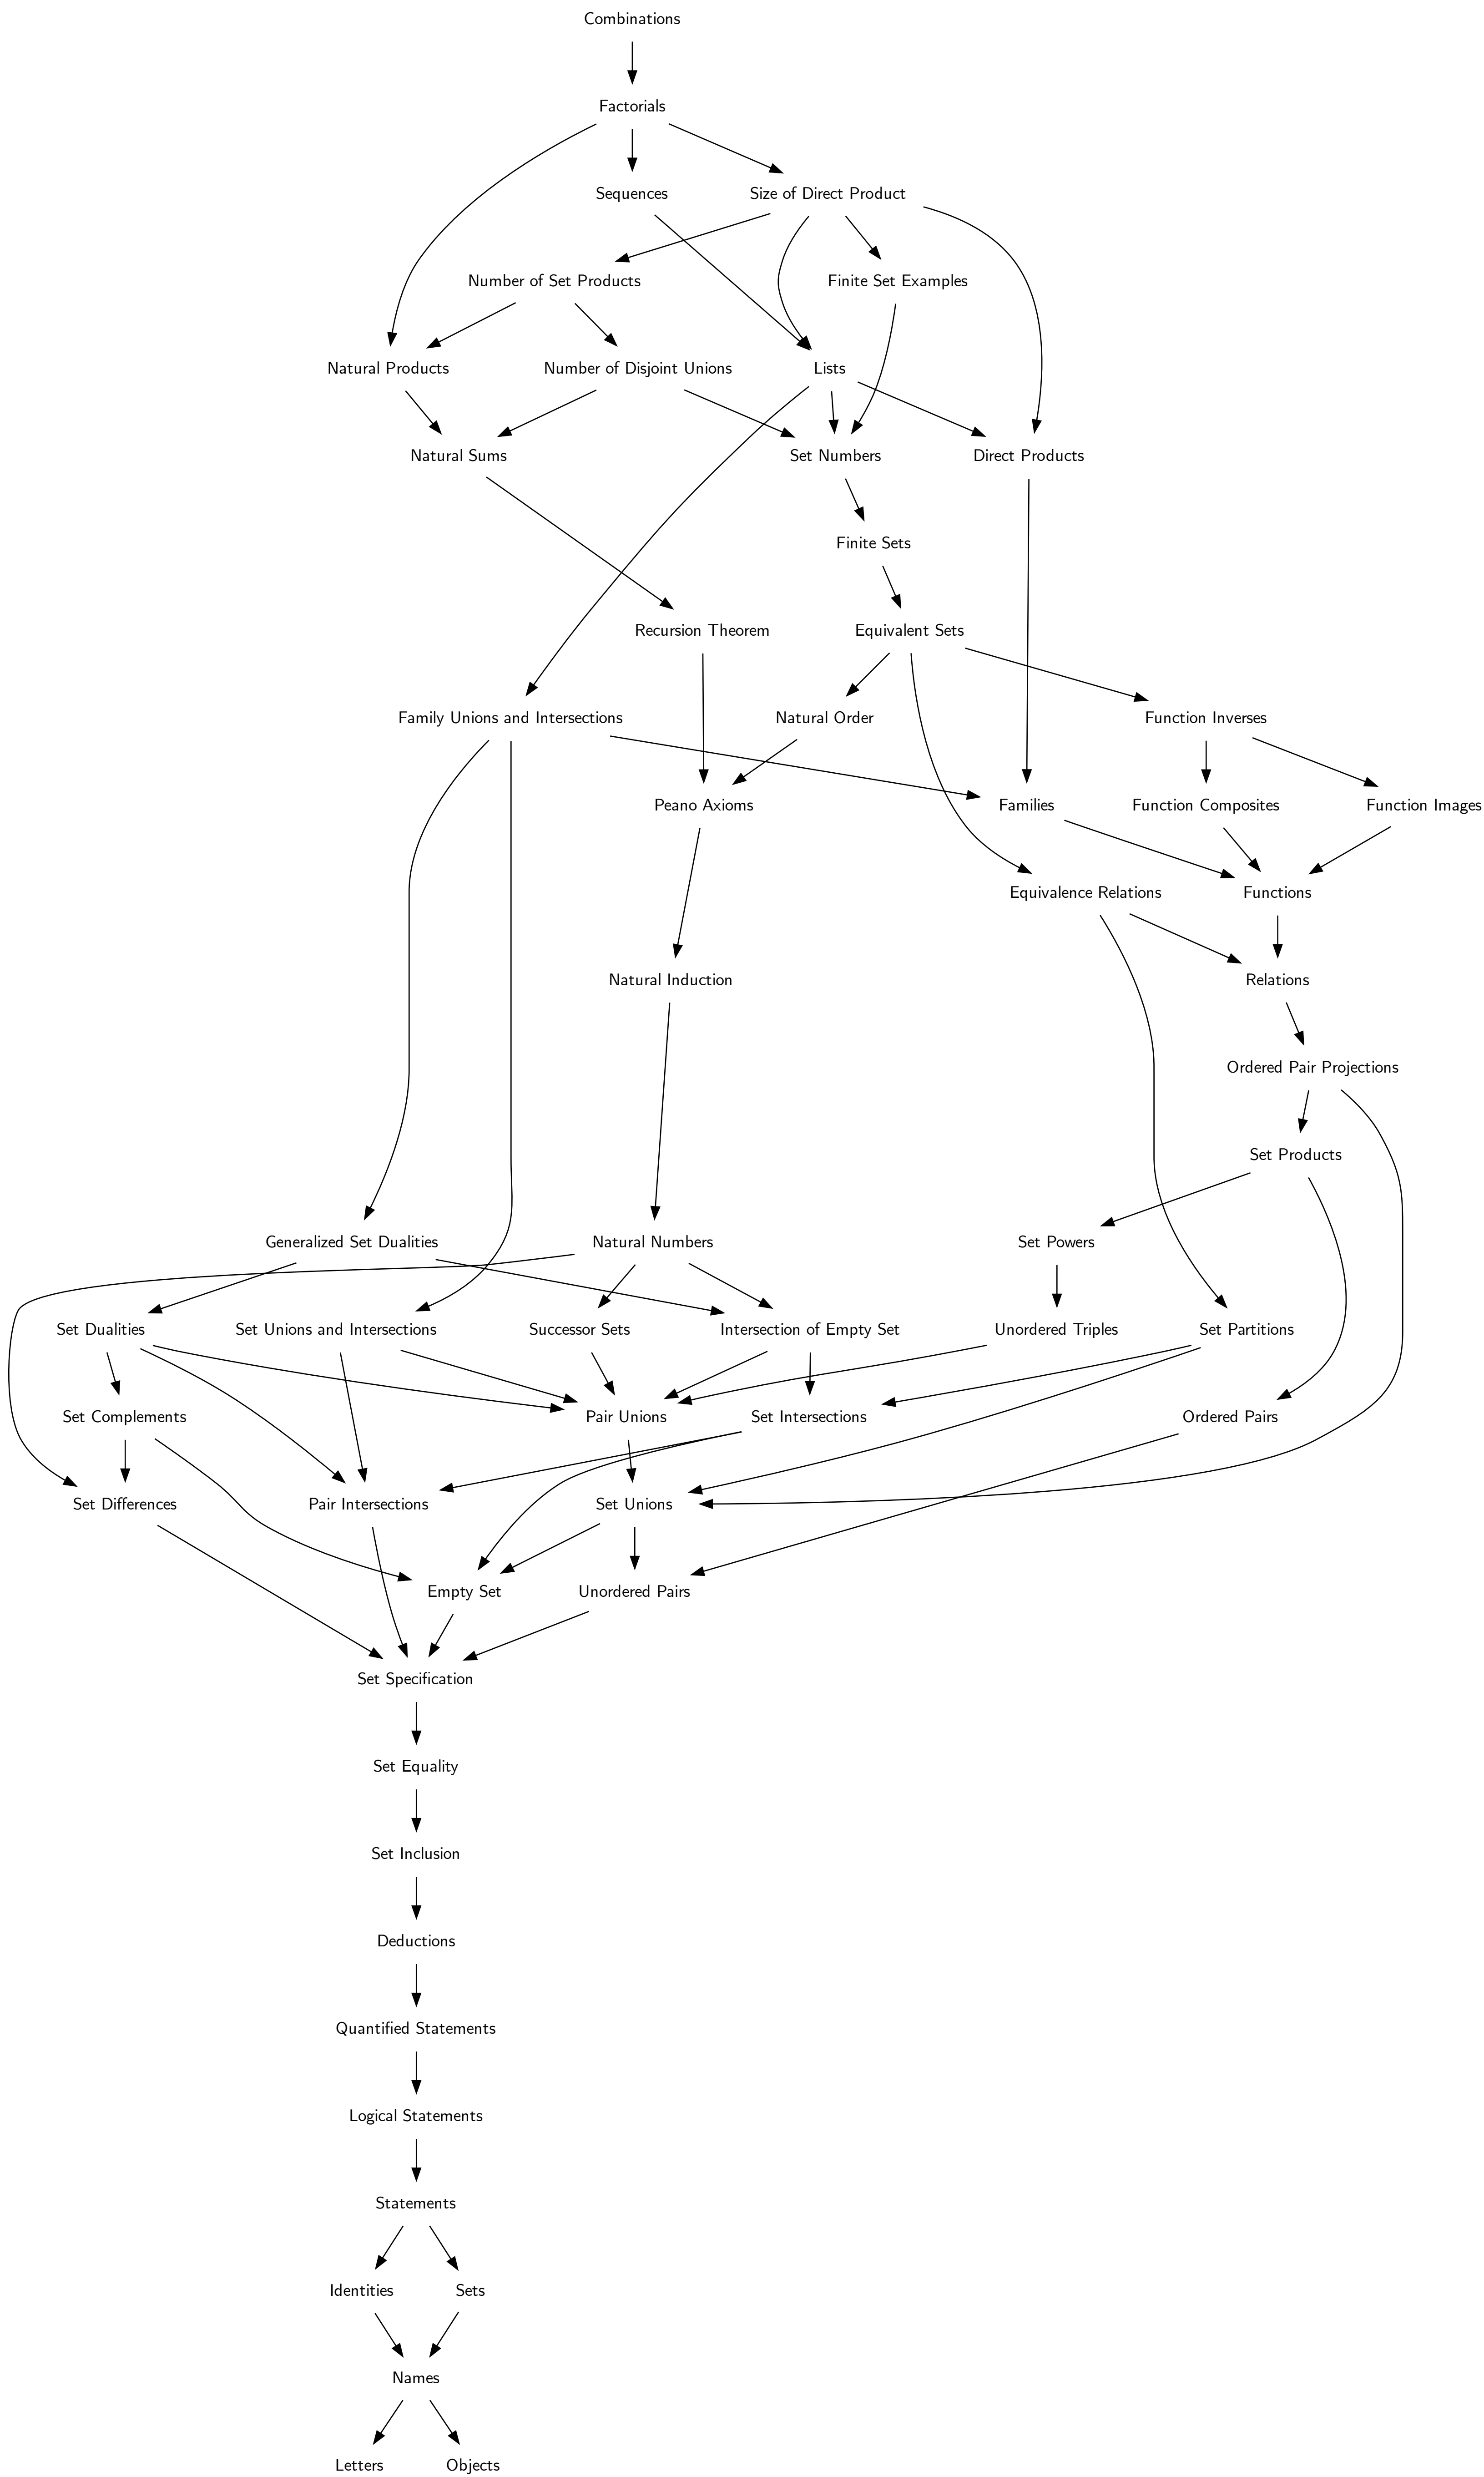 Combinations
Factorials
Sequences
Size of Direct Product
Number of Set Products
Finite Set Examples
Natural Products
Number of Disjoint Unions
Lists
Natural Sums
Set Numbers
Direct Products
Finite Sets
Recursion Theorem
Equivalent Sets
Family Unions and Intersections
Natural Order
Function Inverses
Peano Axioms
Families
Function Composites
Function Images
Equivalence Relations
Functions
Natural Induction
Relations
Ordered Pair Projections
Set Products
Generalized Set Dualities
Natural Numbers
Set Powers
Set Dualities
Set Unions and Intersections
Successor Sets
Intersection of Empty Set
Unordered Triples
Set Partitions
Set Complements
Pair Unions
Set Intersections
Ordered Pairs
Set Differences
Pair Intersections
Set Unions
Empty Set
Unordered Pairs
Set Specification
Set Equality
Set Inclusion
Deductions
Quantified Statements
Logical Statements
Statements
Identities
Sets
Names
Letters
Objects